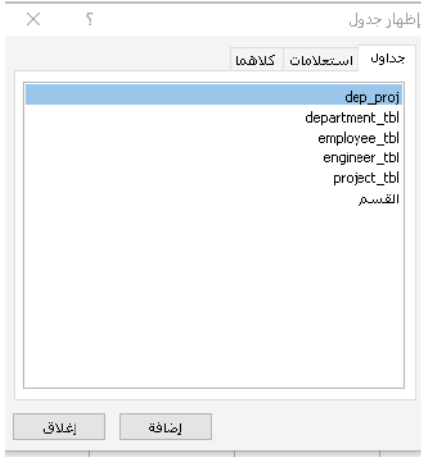 إظهار جدول ؟
جداول استعلامات كلاهما
dep_proj
department_tbl
employee_tbl
engineer_tbl
project_tbl
القسم
إضافة إغلاق